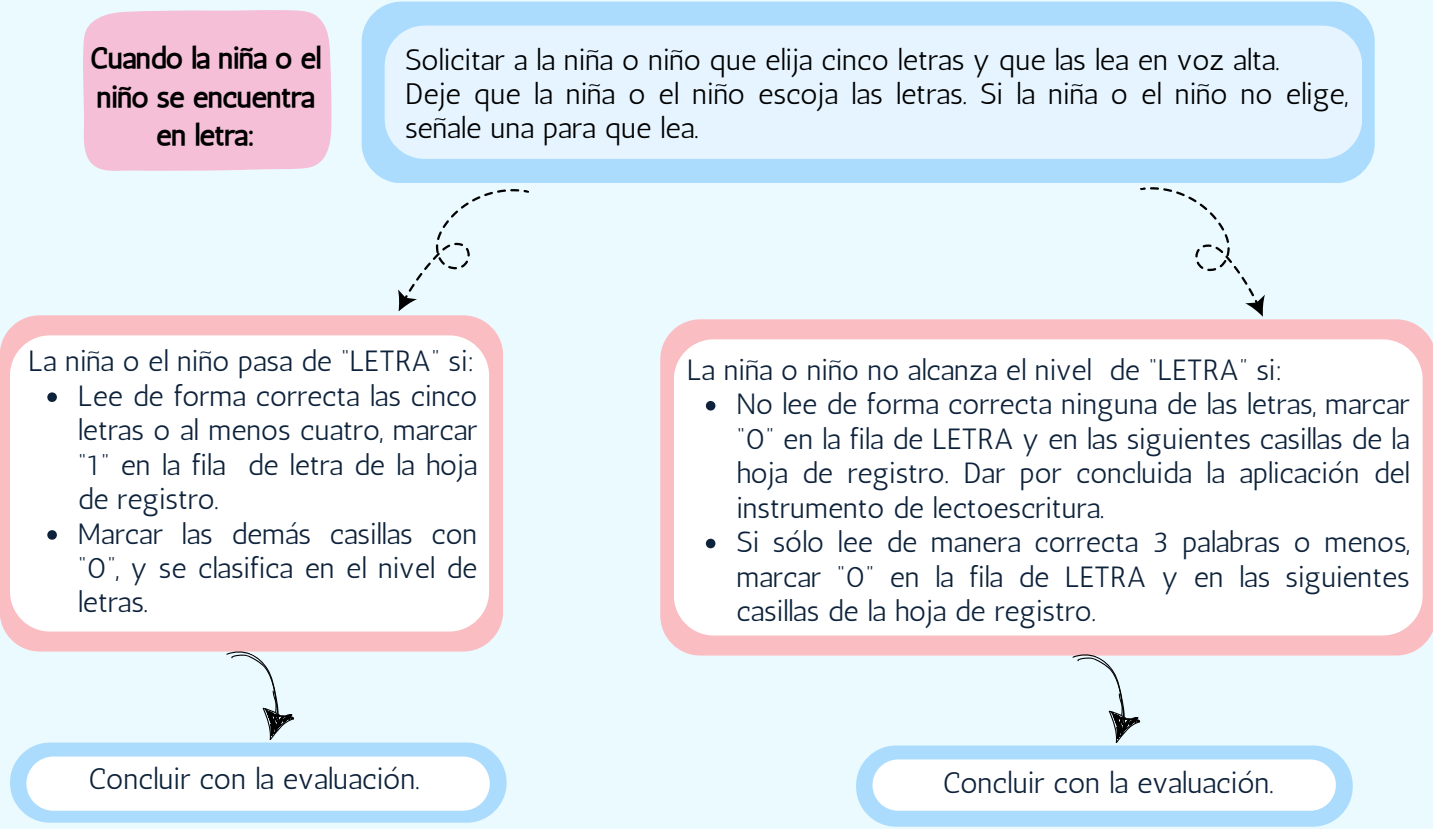 Cuando la niña o el
niño se encuentra
en letra:
Solicitar a la niña o niño que elija cinco letras y que las lea en voz alta.
Deje que la niña o el niño escoja las letras. Si la niña o el niño no elige,
señale una para que lea.
La niña o el niño pasa de "LETRA" si:
• Lee de forma correcta las cinco
letras o al menos cuatro, marcar
"1" en la fila de letra de la hoja
de registro.
• Marcar las demás casillas con
"0", y se clasifica en el nivel de
letras.
La niña o niño no alcanza el nivel de "LETRA" si:
• No lee de forma correcta ninguna de las letras, marcar
"0" en la fila de LETRA y en las siguientes casillas de la
hoja de registro. Dar por concluida la aplicación del
instrumento de lectoescritura.
• Si sólo lee de manera correcta 3 palabras o menos,
marcar "0" en la fila de LETRA y en las siguientes
casillas de la hoja de registro.
Concluir con la evaluación.
Concluir con la evaluación.